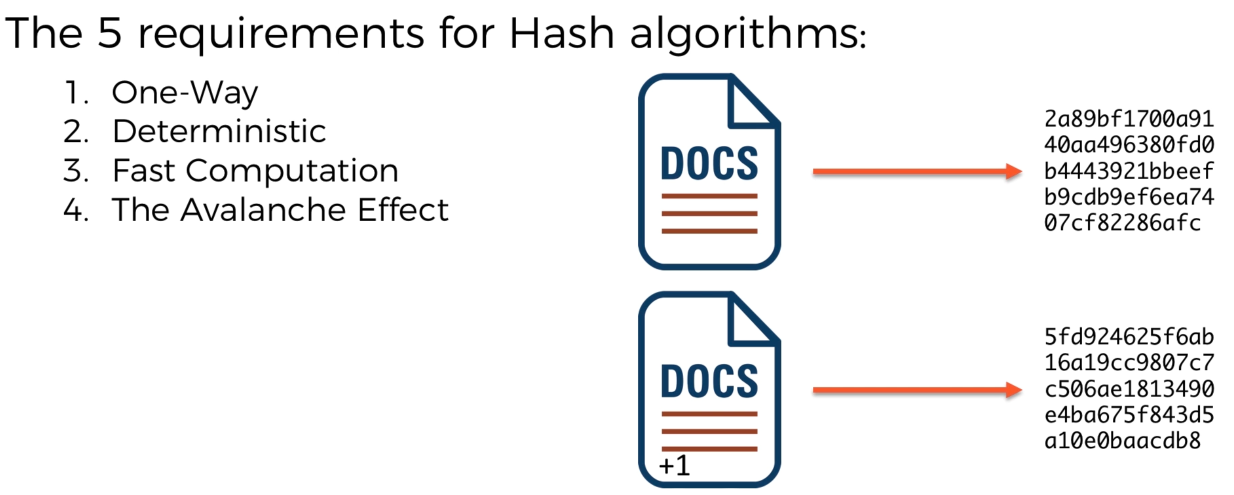 The 5 requirements for Hash algorithms:
1. One-Way
2. Deterministic
3. Fast Computation
4. The Avalanche Effect
DOCS
2a89bf1700a91
40aa496380fd0
b4443921bbeef
b9cdb9ef6ea74
07cf82286afc
DOCS
+1
5fd924625f6ab
16a19cc9807c7
c506ae1813490
e4ba675f843d5
a10e0baacdb8